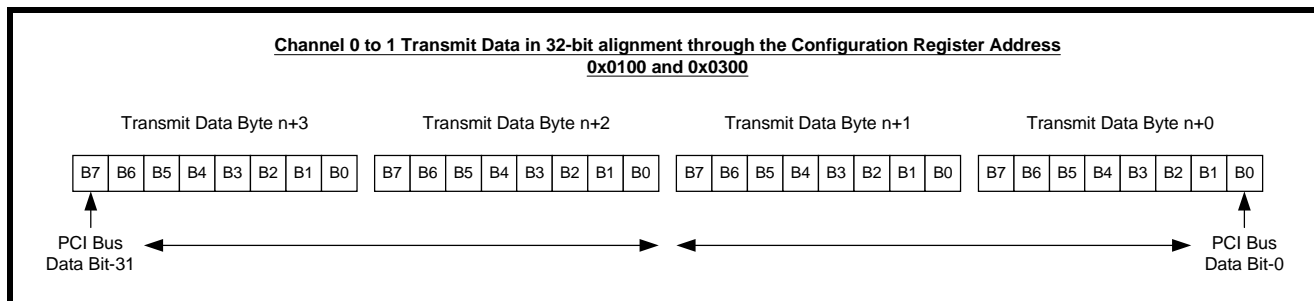 Channel 0 to 1 Transmit Data in 32-bit alignment through the Configuration Register Address
0x0100 and 0x0300
Transmit Data Byte n+3 Transmit Data Byte n+2 Transmit Data Byte n+1 Transmit Data Byte n+0
B7 B6 B5 B4 B3 B2 B1 B0 B7 B6 B5 B4 B3 B2 B1 B0 B7 B6 B5 B4 B3 B2 B1 B0 B7 B6 B5 B4 B3 B2 B1 B0
PCI Bus
Data Bit-31
PCI Bus
Data Bit-0